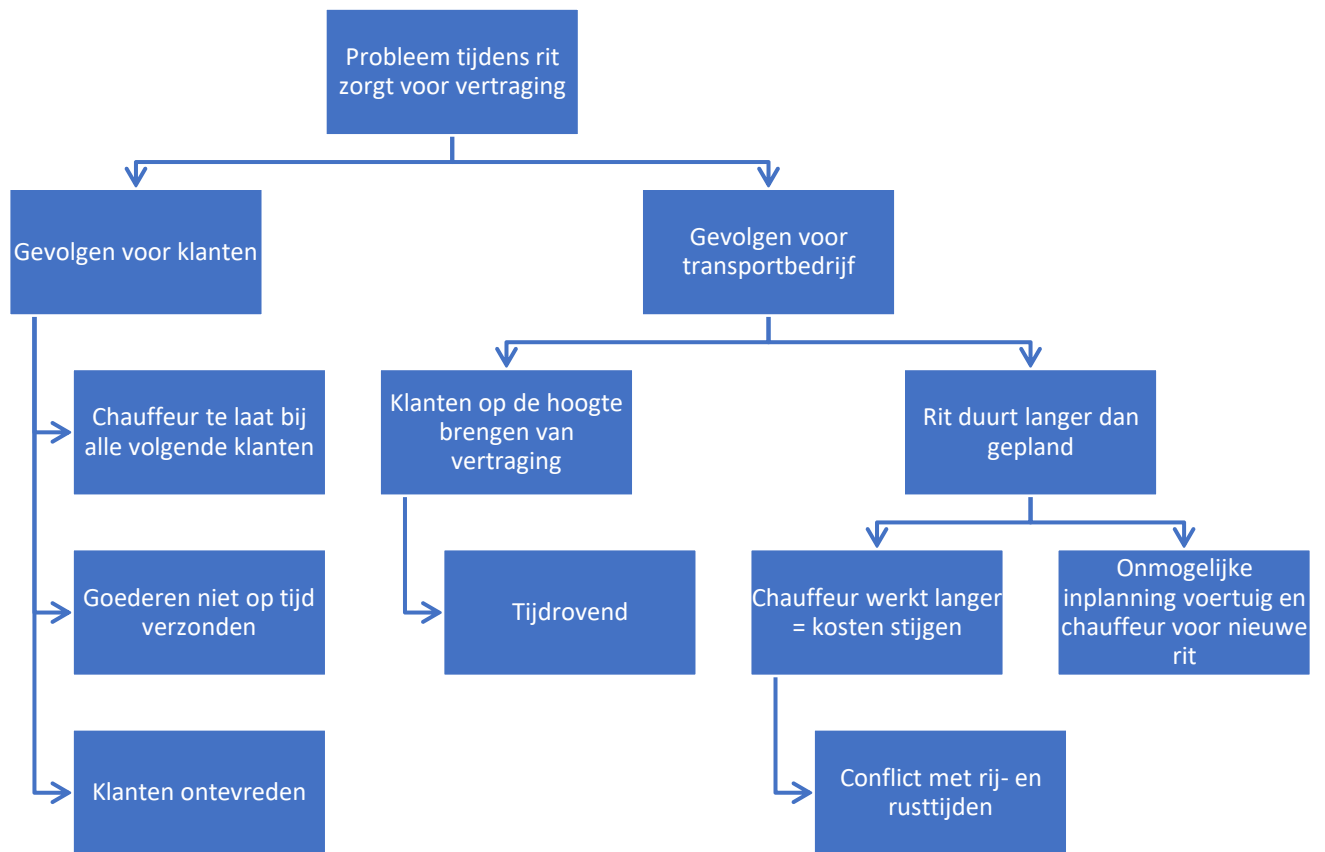 Probleem tijdens rit
zorgt voor vertraging
Gevolgen voor klanten
Gevolgen voor
transportbedrijf
Chauffeur te laat bij
alle volgende klanten
Klanten op de hoogte
brengen van
vertraging
Rit duurt langer dan
gepland
Goederen niet op tijd
verzonden
Tijdrovend
Chauffeur werkt langer
= kosten stijgen
Onmogelijke
inplanning voertuig en
chauffeur voor nieuwe
rit
Klanten ontevreden
Conflict met rij- en
rusttijden